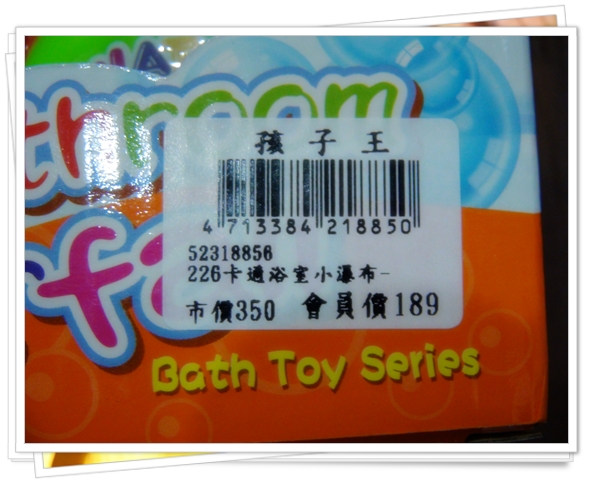 throom
孩子王
4 713384 218850
52318856
226卡通浴室小瀑布-
市價350 會員價189
Bath Toy Series